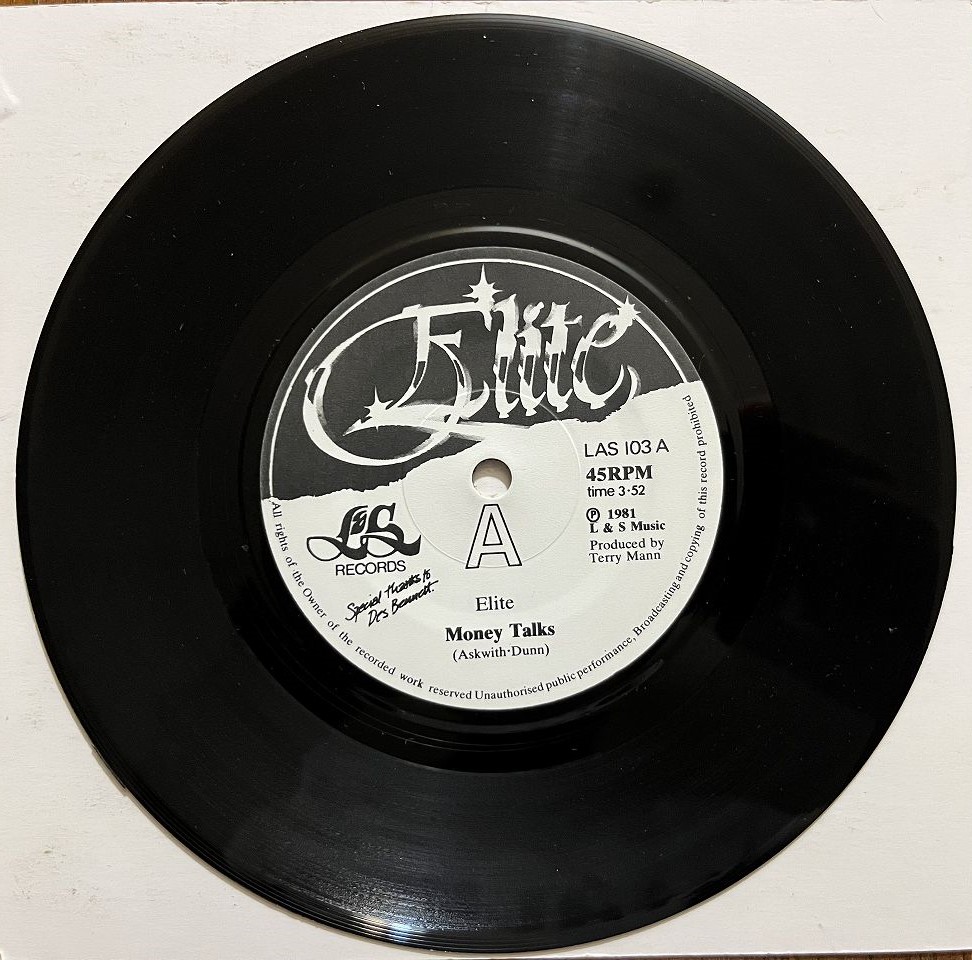 Elite
LAS 103 A
45RPM
time 3·52
Ⓟ 1981
L & S Music
Produced by
Terry Mann
L&S
RECORDS
Special thanks to
Des Bennett.
A
Elite
Money Talks
(Askwith·Dunn)
All rights of the Owner of the recorded work reserved Unauthorised public performance, Broadcasting and copying of this record prohibited